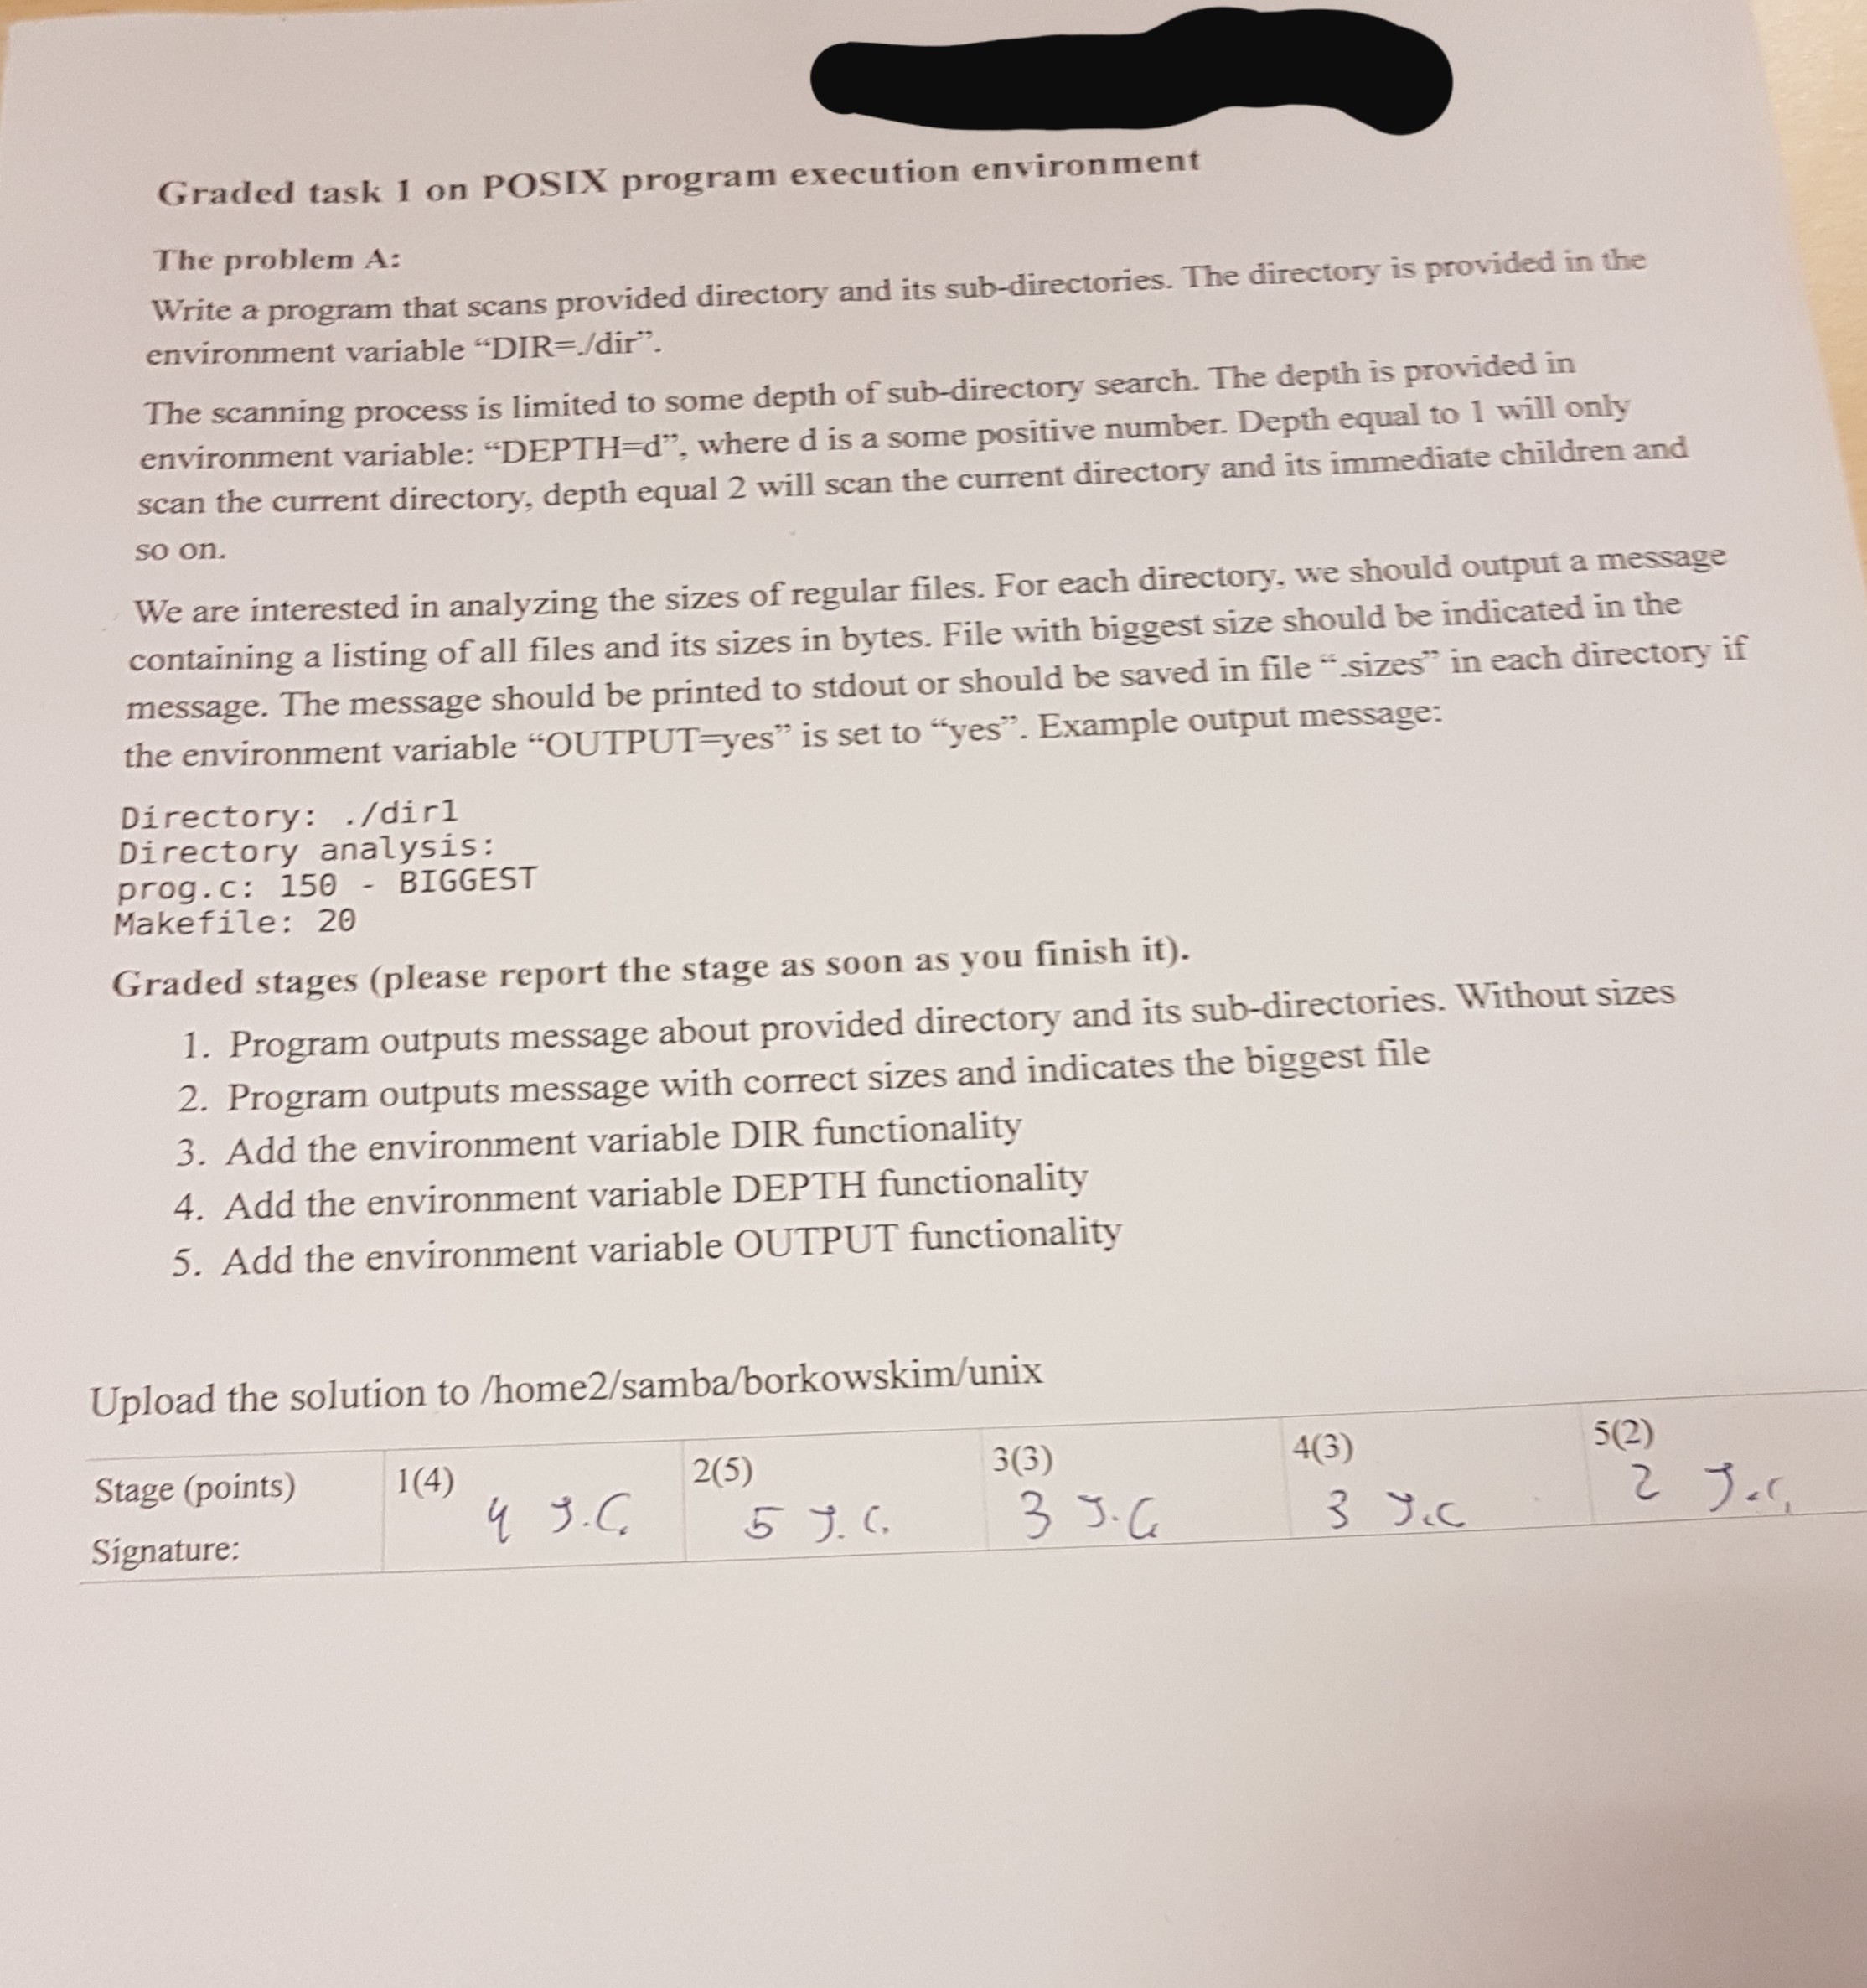 Graded task 1 on POSIX program execution environment
The problem A:
Write a program that scans provided directory and its sub-directories. The directory is provided in the
environment variable “DIR=./dir”.
The scanning process is limited to some depth of sub-directory search. The depth is provided in
environment variable: “DEPTH=d”, where d is a some positive number. Depth equal to 1 will only
scan the current directory, depth equal 2 will scan the current directory and its immediate children and
so on.
We are interested in analyzing the sizes of regular files. For each directory, we should output a message
containing a listing of all files and its sizes in bytes. File with biggest size should be indicated in the
message. The message should be printed to stdout or should be saved in file “.sizes” in each directory if
the environment variable “OUTPUT=yes” is set to “yes”. Example output message:
Directory: ./dir1
Directory analysis:
prog.c: 150 - BIGGEST
Makefile: 20
Graded stages (please report the stage as soon as you finish it).
1. Program outputs message about provided directory and its sub-directories. Without sizes
2. Program outputs message with correct sizes and indicates the biggest file
3. Add the environment variable DIR functionality
4. Add the environment variable DEPTH functionality
5. Add the environment variable OUTPUT functionality
Upload the solution to /home2/samba/borkowskim/unix
Stage (points) 1(4) 2(5) 3(3) 4(3) 5(2)
Signature: 4 J.C. 5 J.C. 3 J.C 3 J.C 2 J.C.